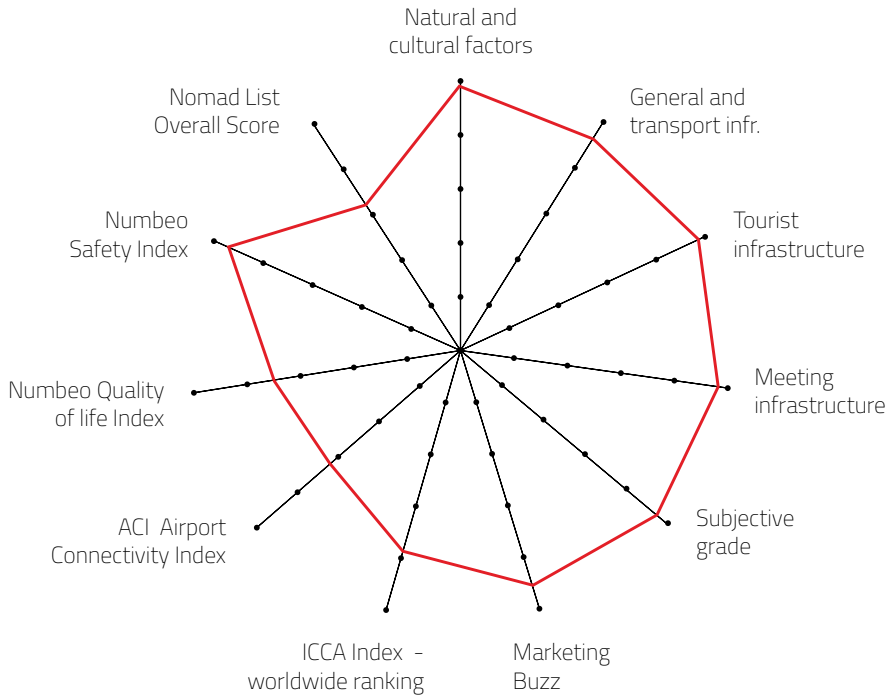 Natural and
cultural factors
General and
transport infr.
Tourist
infrastructure
Meeting
infrastructure
Subjective
grade
Marketing
Buzz
ICCA Index -
worldwide ranking
ACI Airport
Connectivity Index
Numbeo Quality
of life Index
Numbeo
Safety Index
Nomad List
Overall Score